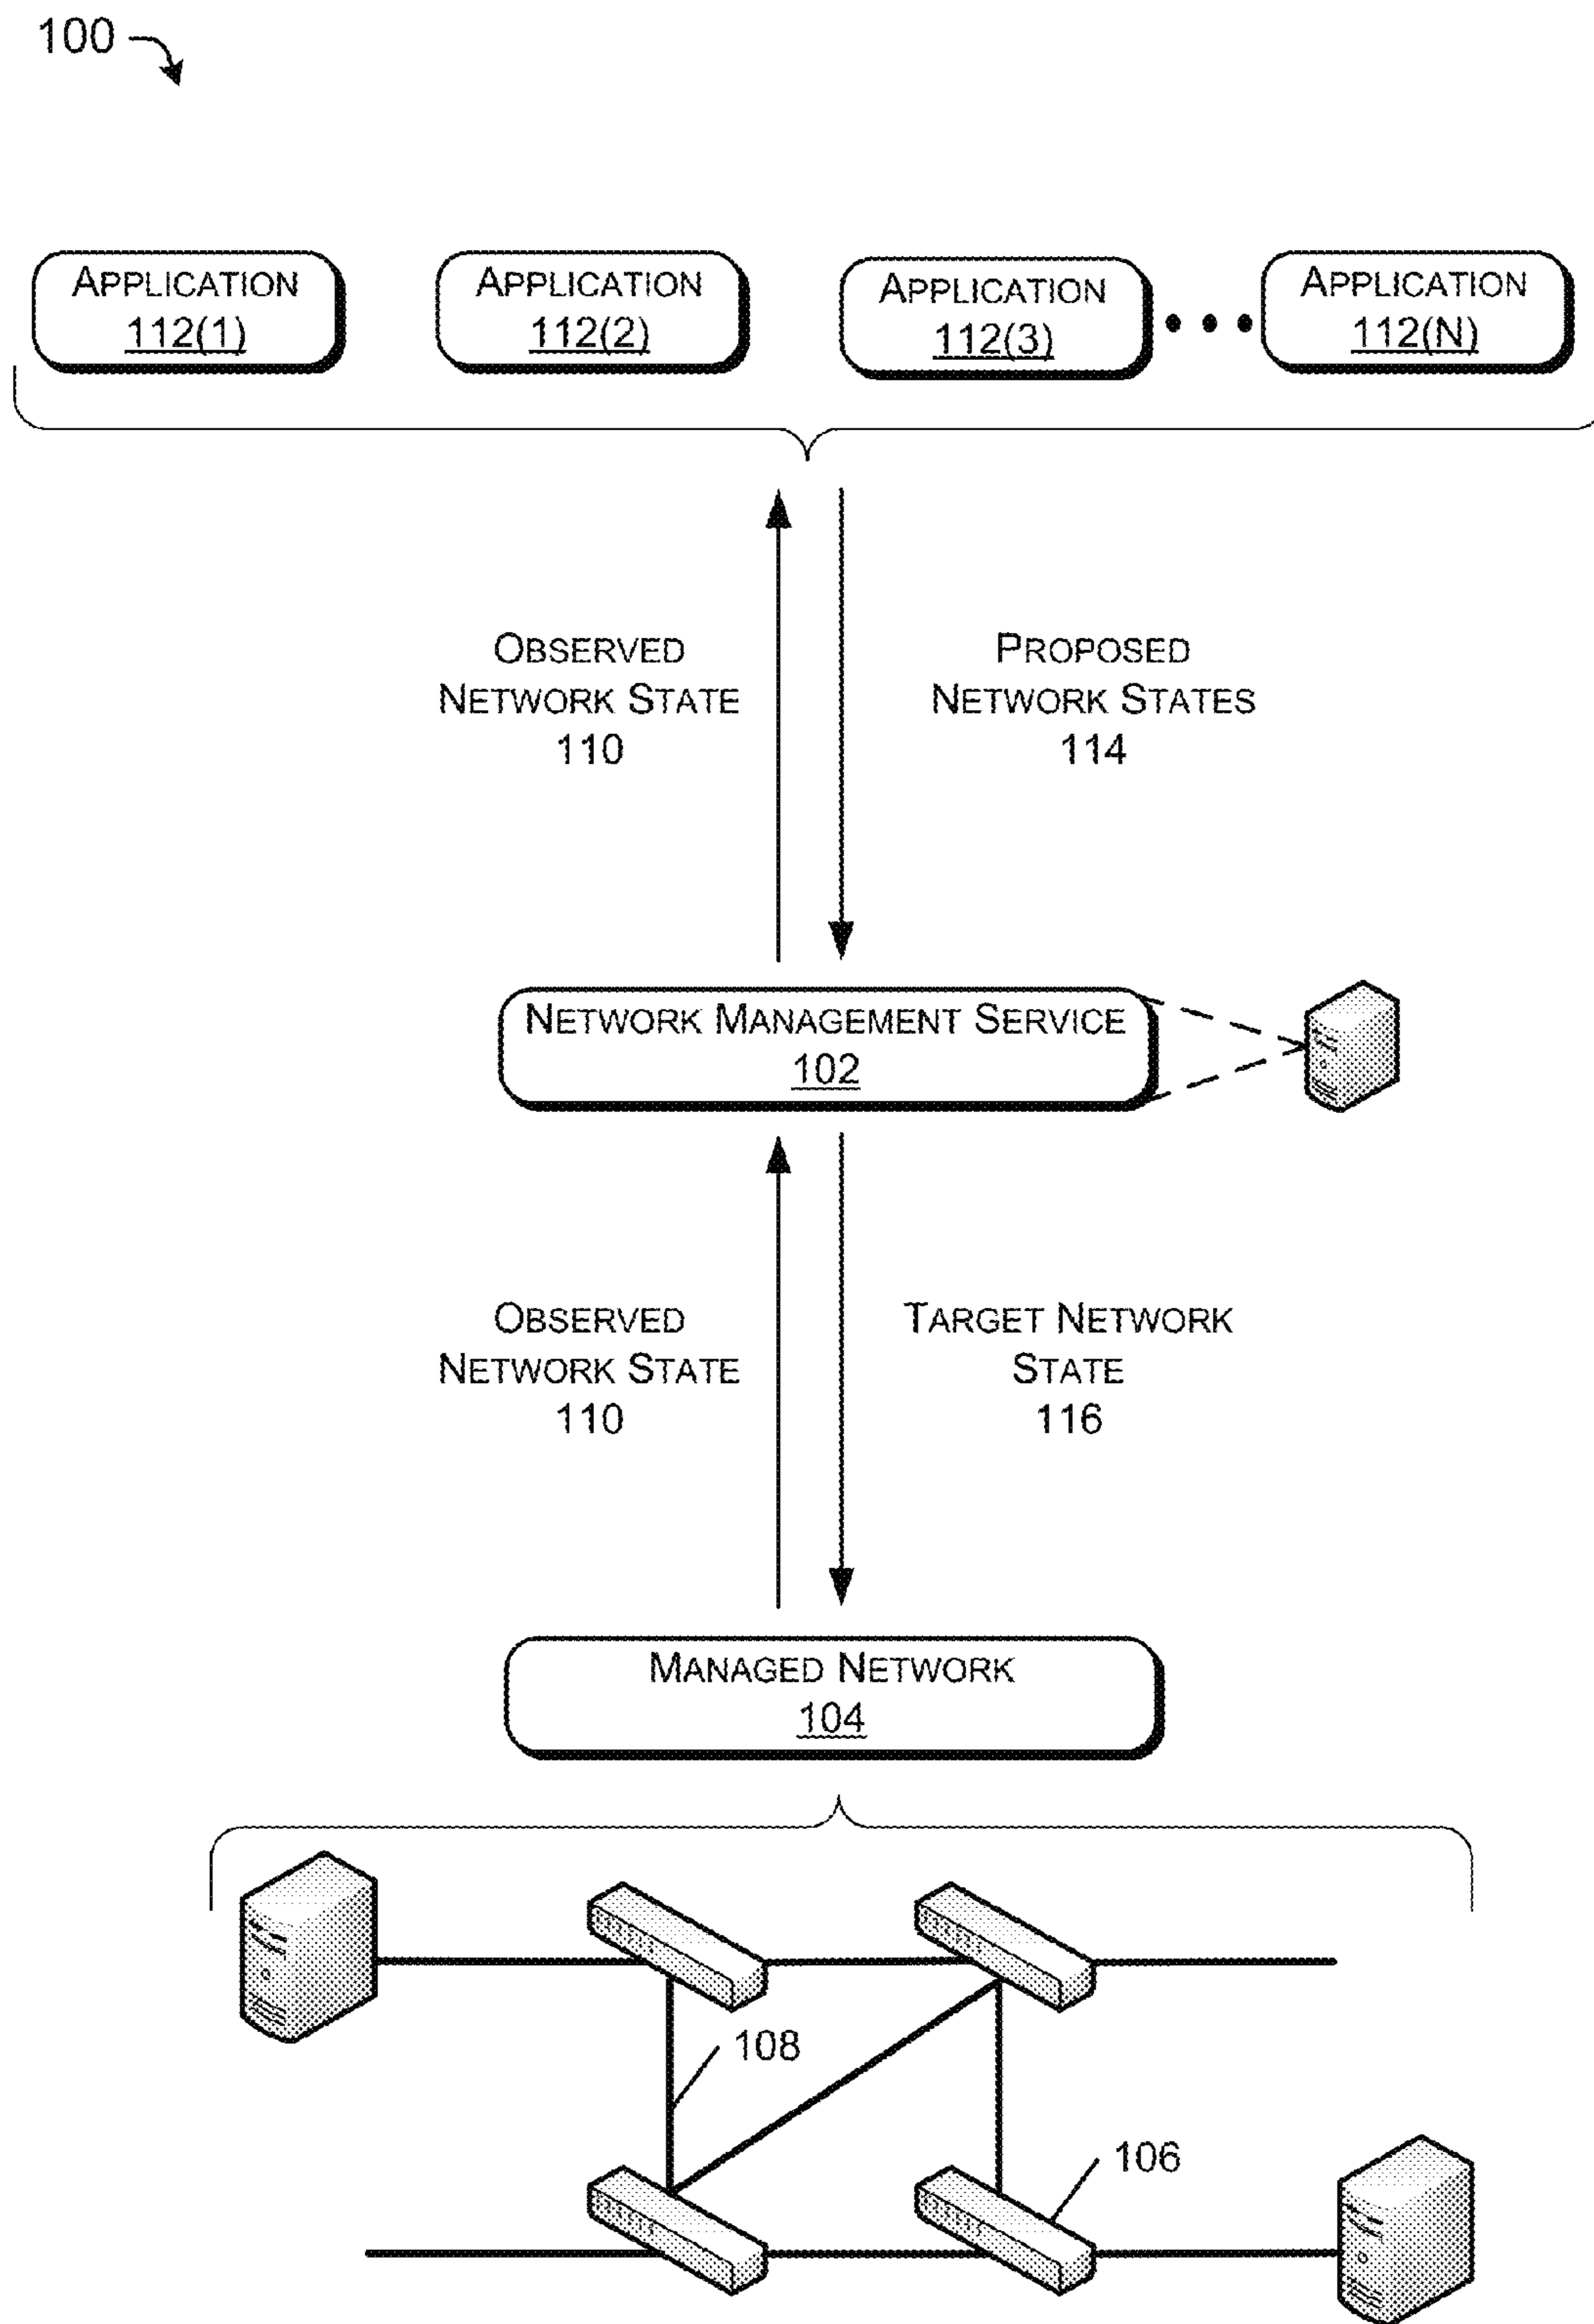 100
APPLICATION
112(1)
APPLICATION
112(2)
APPLICATION
112(3)
APPLICATION
112(N)
OBSERVED
NETWORK STATE
110
PROPOSED
NETWORK STATES
114
NETWORK MANAGEMENT SERVICE
102
OBSERVED
NETWORK STATE
110
TARGET NETWORK
STATE
116
MANAGED NETWORK
104
108
106